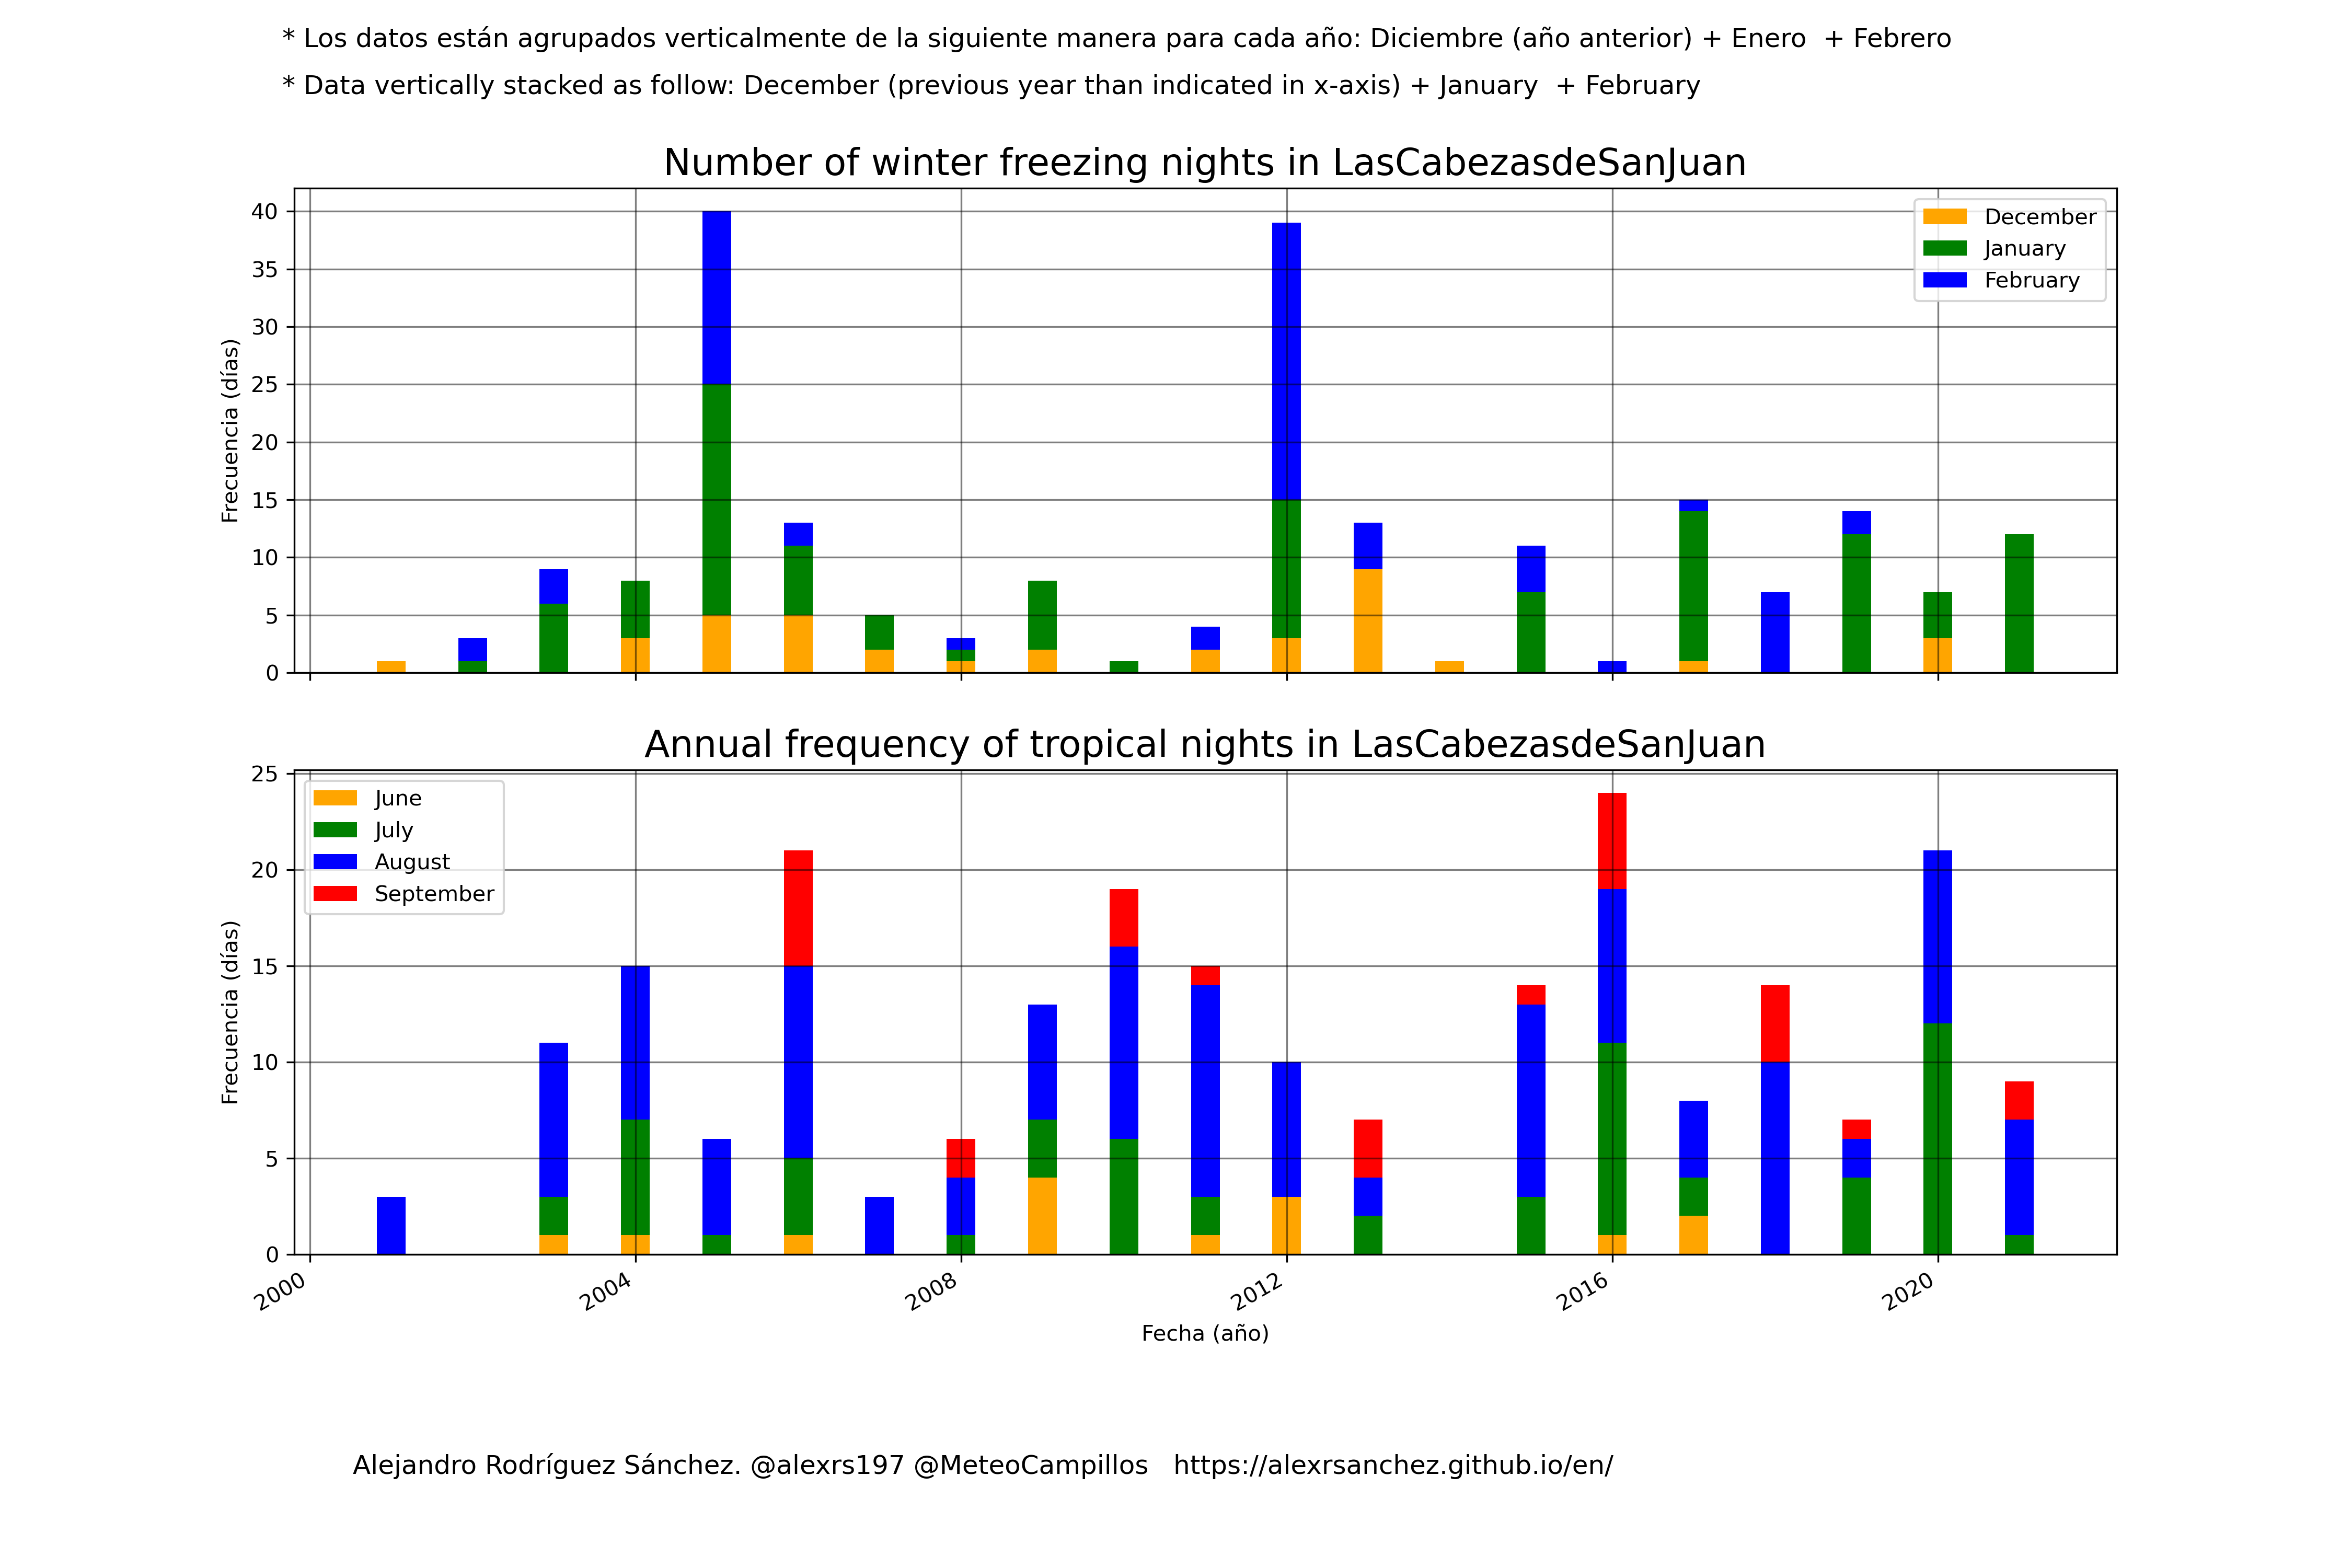 * Los datos están agrupados verticalmente de la siguiente manera para cada año: Diciembre (año anterior) + Enero  + Febrero
* Data vertically stacked as follow: December (previous year than indicated in x-axis) + January  + February
Number of winter freezing nights in LasCabezasdeSanJuan
40
35
30
25
20
15
10
5
0
Frecuencia (días)
December
January
February
Annual frequency of tropical nights in LasCabezasdeSanJuan
25
20
15
10
5
0
Frecuencia (días)
June
July
August
September
2000
2004
2008
2012
2016
2020
Fecha (año)
Alejandro Rodríguez Sánchez. @alexrs197 @MeteoCampillos   https://alexrsanchez.github.io/en/